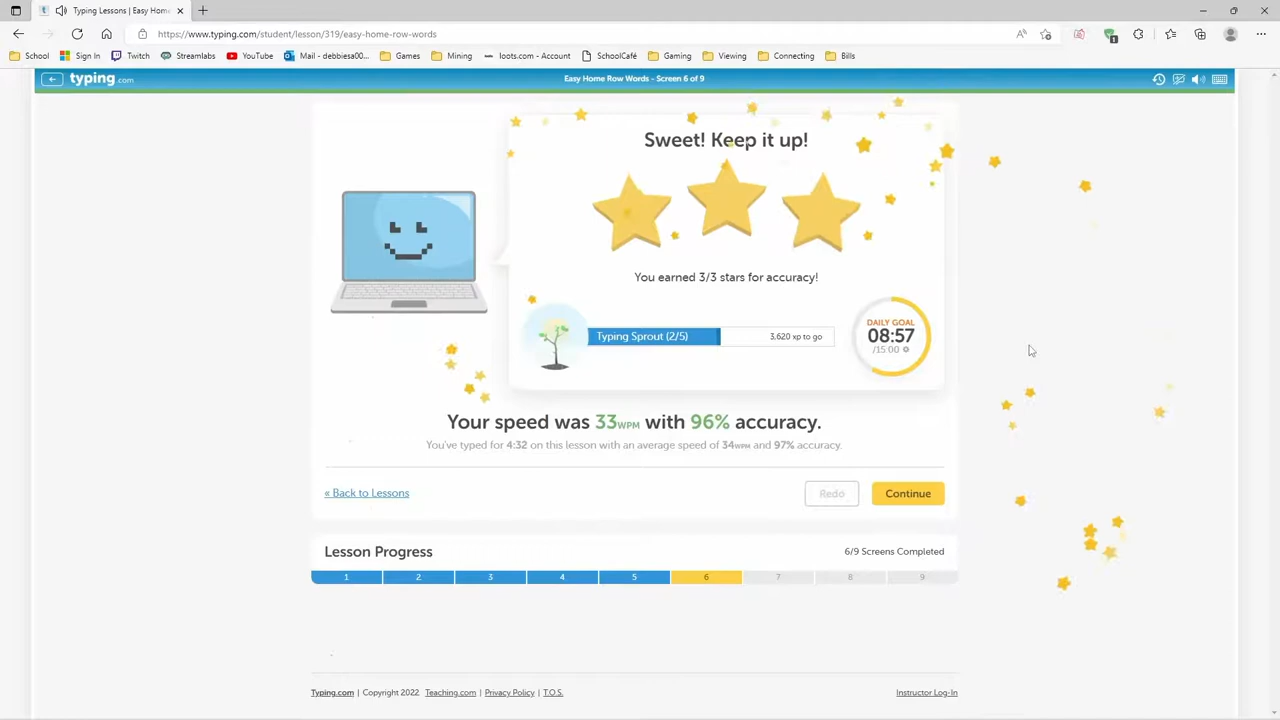 Typing Lessons | Easy Home Row
https://www.typing.com/student/lesson/319/easy-home-row-words
School
Sign In
Twitch
Streamlabs
YouTube
Mail - debbiesa00...
Games
Mining
loots.com - Account
SchoolCafé
Gaming
Viewing
Connecting
Bills
typing.com
Easy Home Row Words - Screen 6 of 9
Sweet! Keep it up!
You earned 3/3 stars for accuracy!
Typing Sprout (2/5)
3,620 xp to go
DAILY GOAL
08:57
/15:00
Your speed was 33WPM with 96% accuracy.
You've typed for 4:32 on this lesson with an average speed of 34WPM and 97% accuracy.
« Back to Lessons
Redo
Continue
Lesson Progress
6/9 Screens Completed
1 2 3 4 5 6 7 8 9
Typing.com | Copyright 2022 Teaching.com | Privacy Policy | T.O.S.
Instructor Log-In